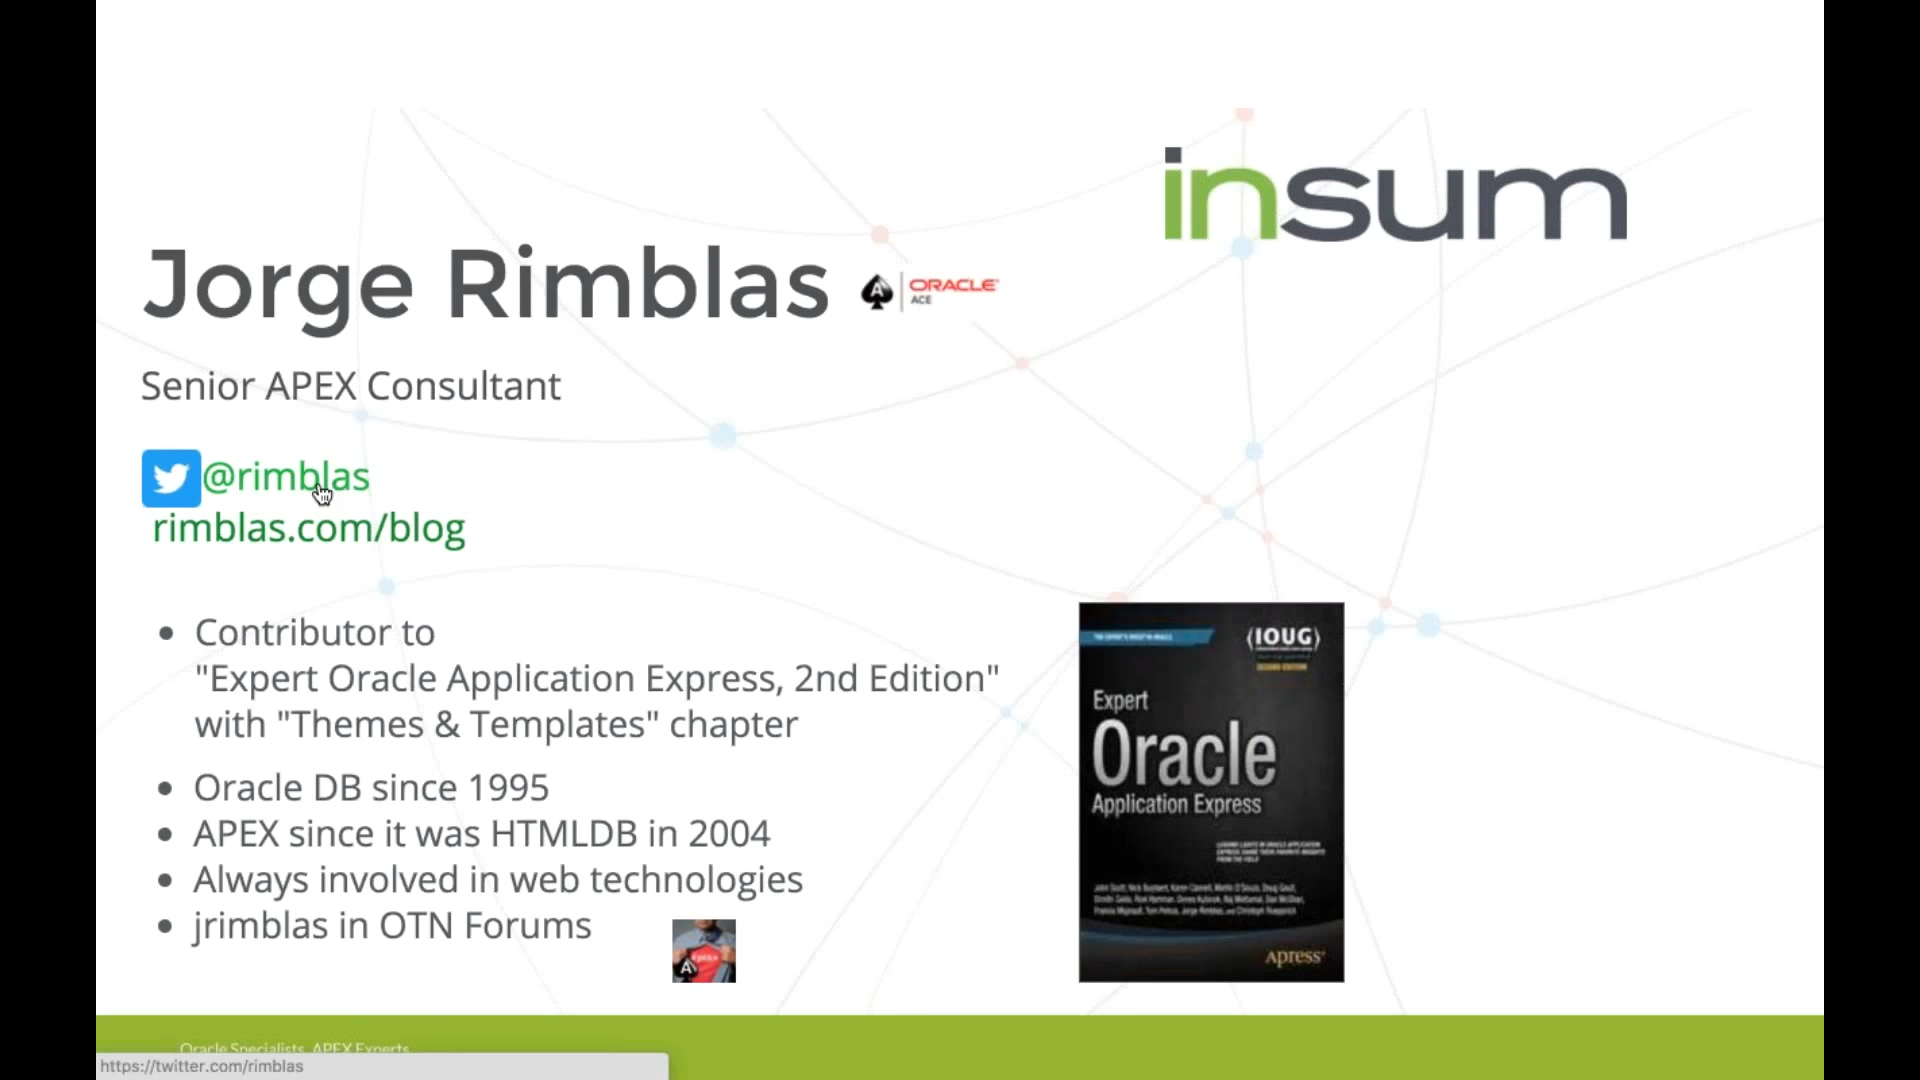 insum
Jorge Rimblas
A
ORACLE
ACE
Senior APEX Consultant
@rimblas
rimblas.com/blog
• Contributor to
"Expert Oracle Application Express, 2nd Edition"
with "Themes & Templates" chapter
• Oracle DB since 1995
• APEX since it was HTMLDB in 2004
• Always involved in web technologies
• jrimblas in OTN Forums
A
IOUG
SECOND EDITION
Expert
Oracle
Application Express
Apress
Oracle Specialists. APEX Experts
https://twitter.com/rimblas